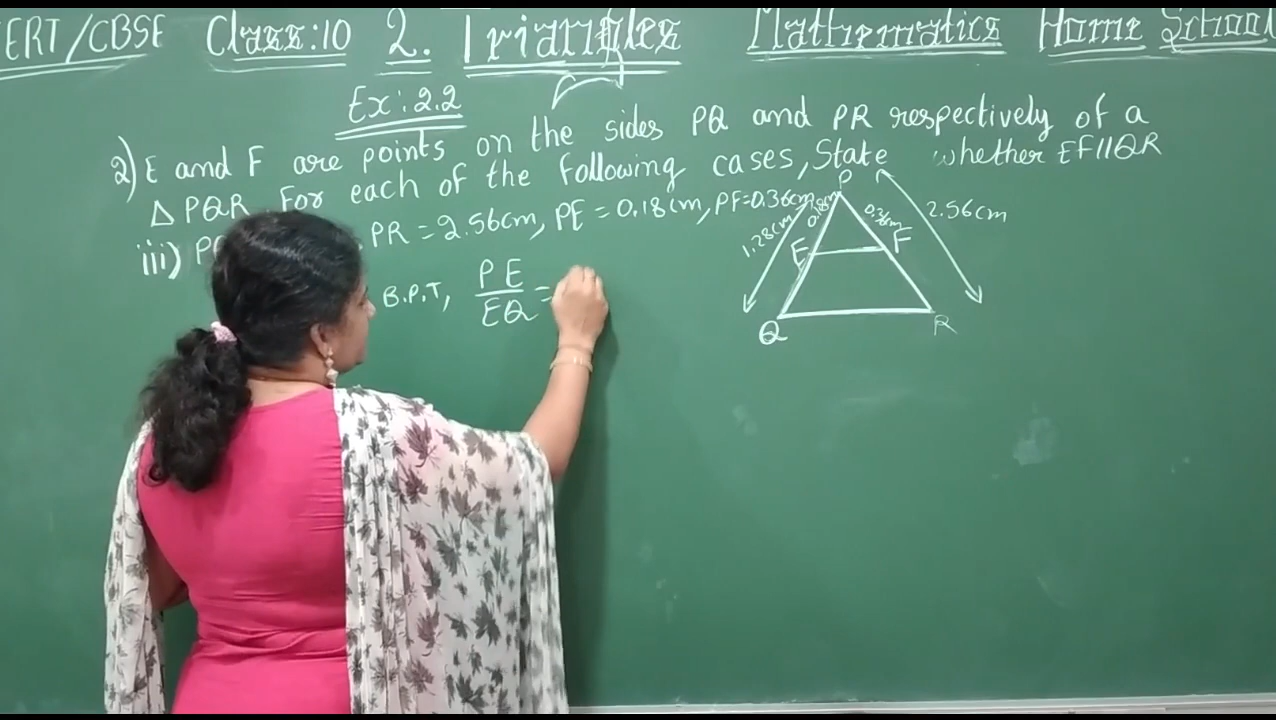 ERT/CBSE Class:10 2. Triangles Mathematics Home School
Ex:2.2
2) E and F are points on the sides PQ and PR respectively of a
△ PQR. For each of the following cases, State whether EF||QR
iii) PR = 2.56cm, PE = 0.18cm, PF=0.36cm
B.P.T, PE/EQ =
P
1.28cm 0.18cm 0.36cm 2.56cm
E F
Q R